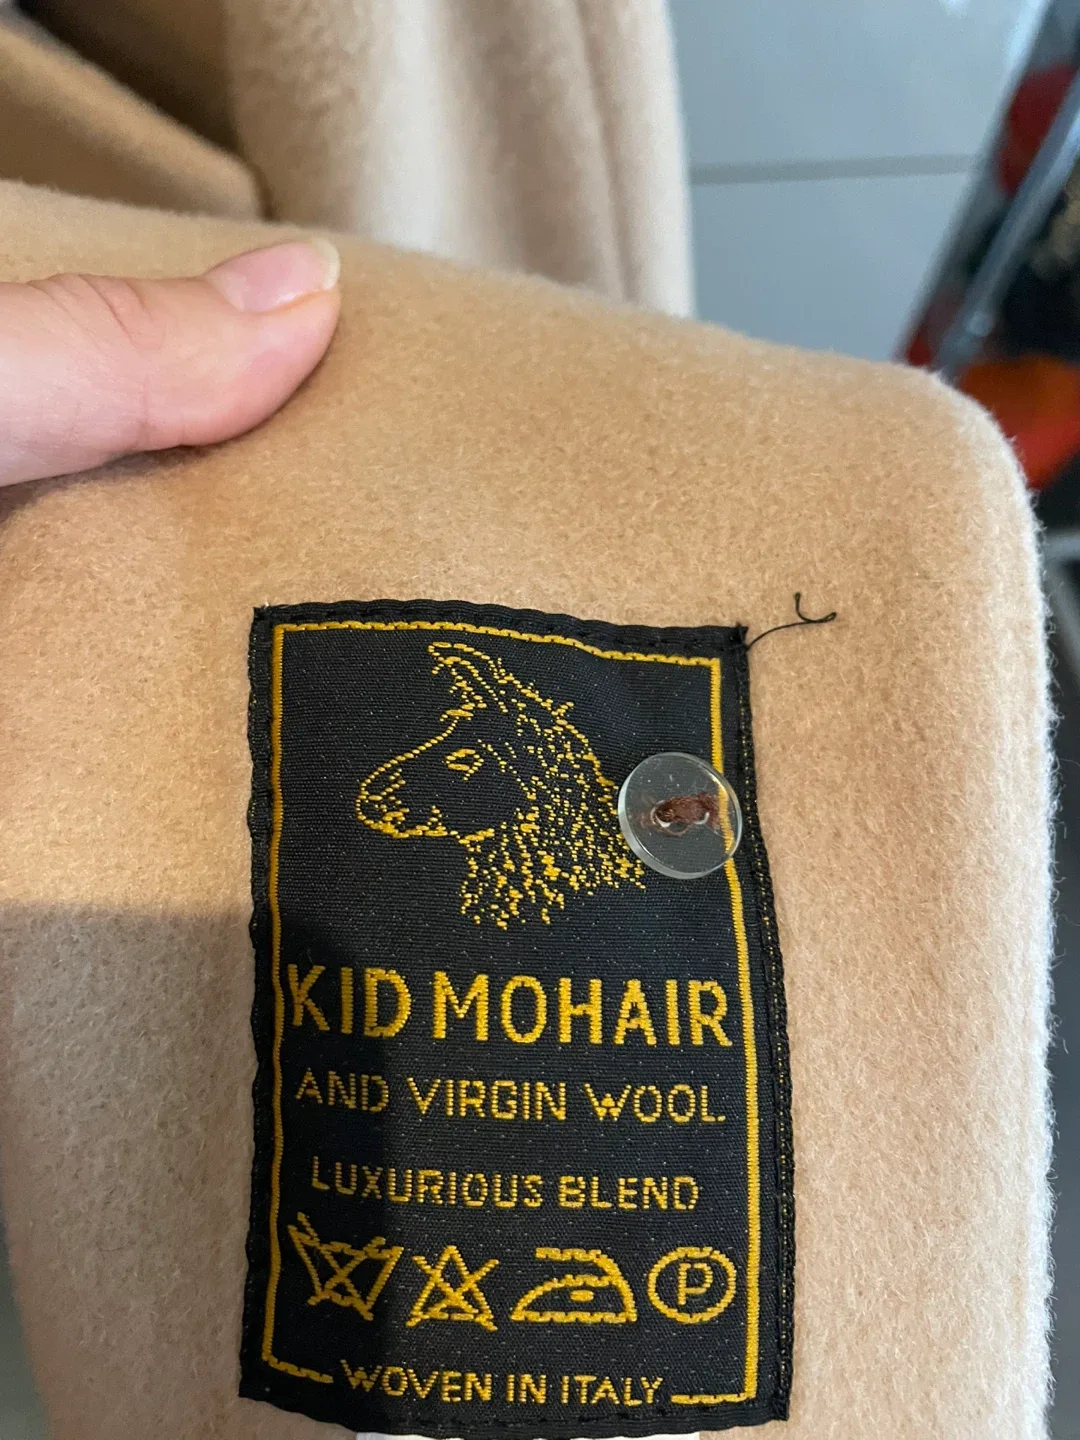 KID MOHAIR
AND VIRGIN WOOL
LUXURIOUS BLEND
P
WOVEN IN ITALY